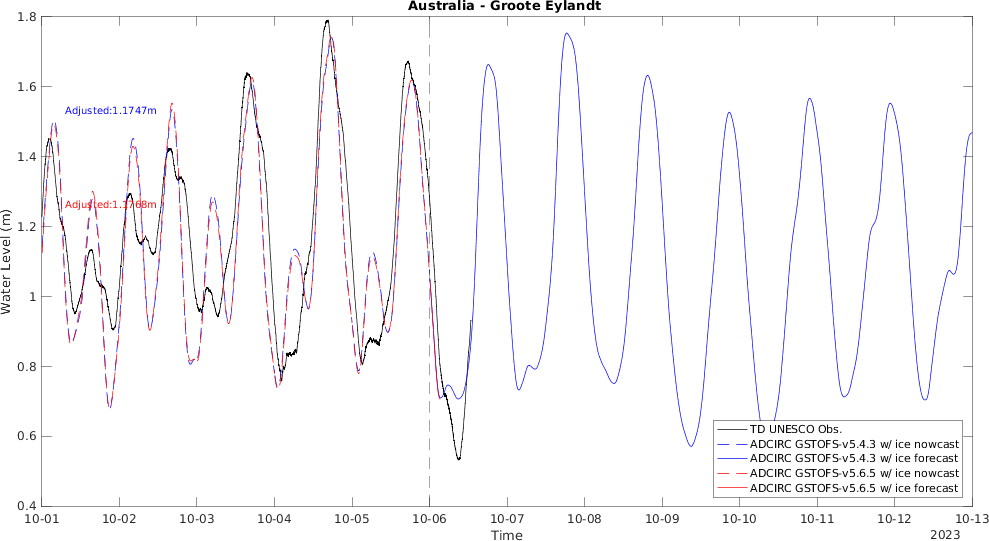 Australia - Groote Eylandt
Water Level (m)
1.8
1.6
1.4
1.2
1
0.8
0.6
0.4
Adjusted:1.1747m
Adjusted:1.1768m
TD UNESCO Obs.
ADCIRC GSTOFS-v5.4.3 w/ ice nowcast
ADCIRC GSTOFS-v5.4.3 w/ ice forecast
ADCIRC GSTOFS-v5.6.5 w/ ice nowcast
ADCIRC GSTOFS-v5.6.5 w/ ice forecast
10-01 10-02 10-03 10-04 10-05 10-06 10-07 10-08 10-09 10-10 10-11 10-12 10-13
Time
2023